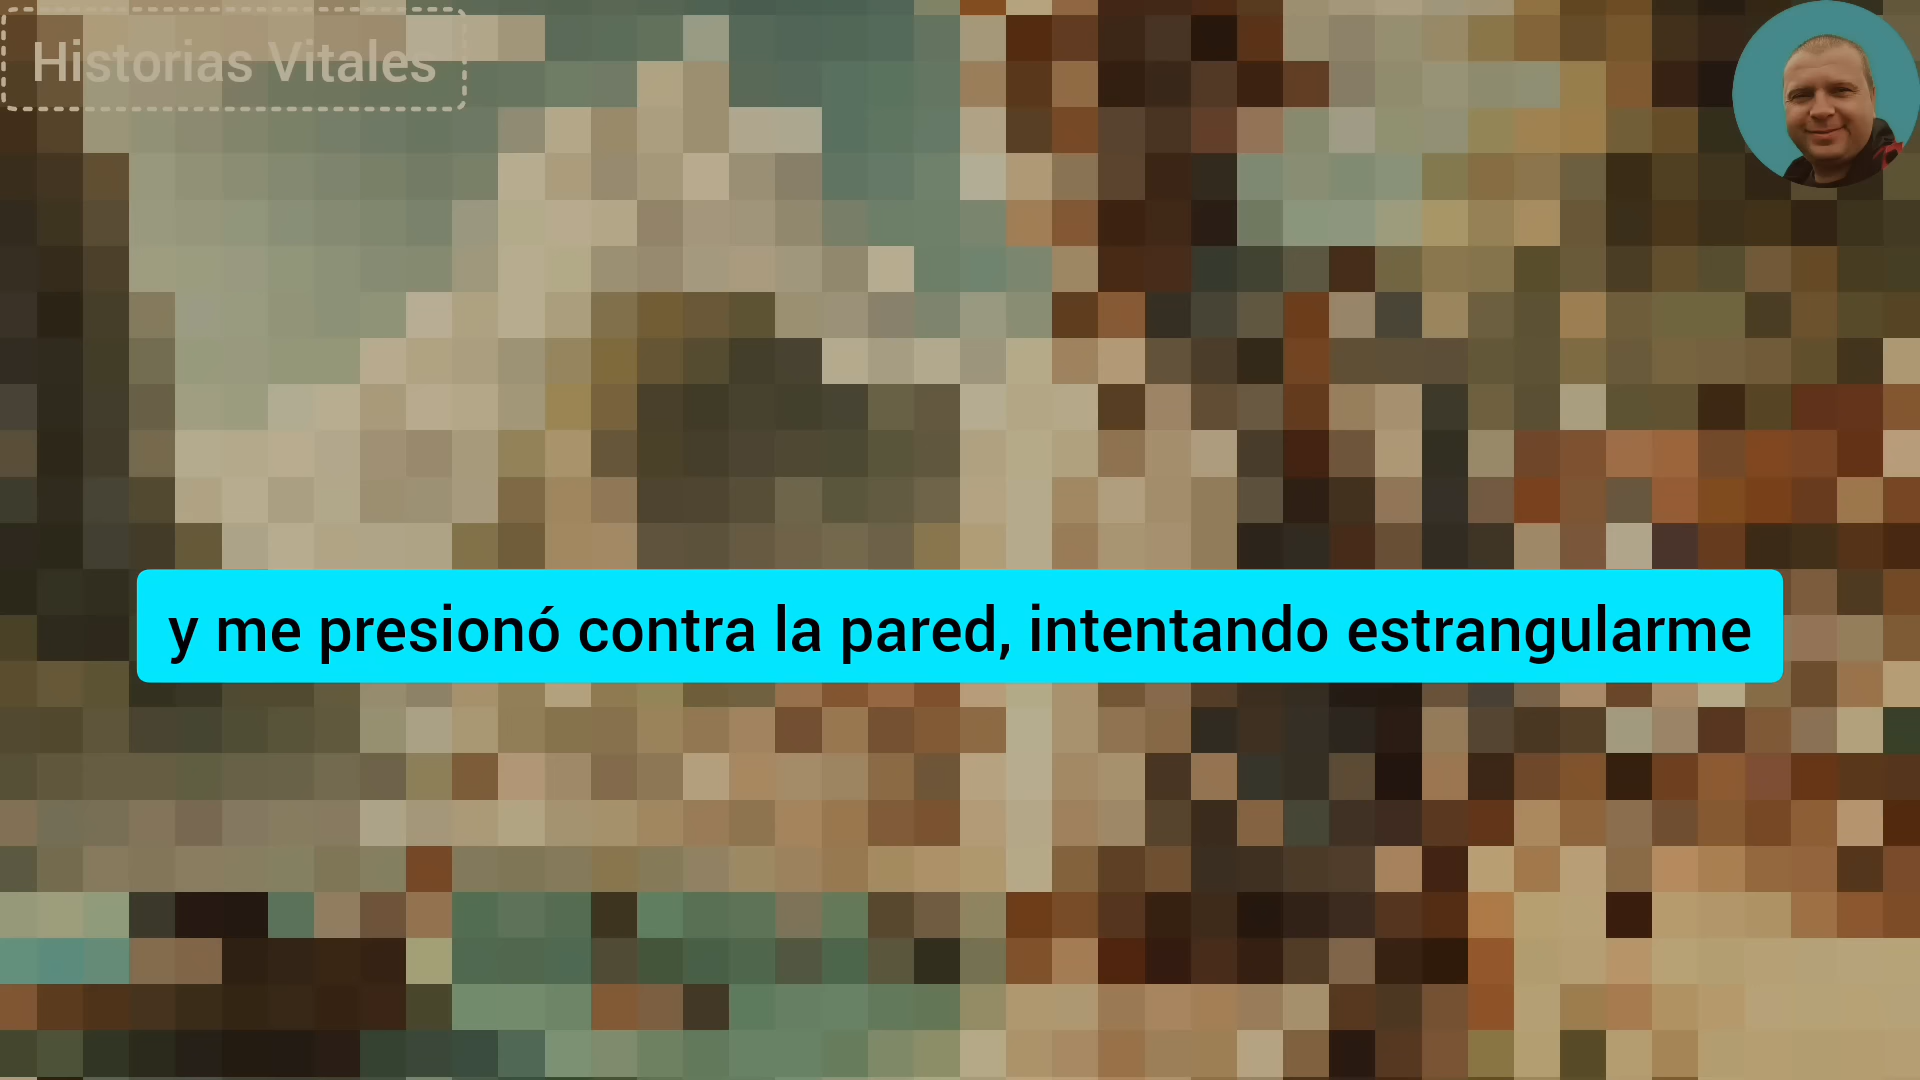 Historias Vitales
y me presionó contra la pared, intentando estrangularme